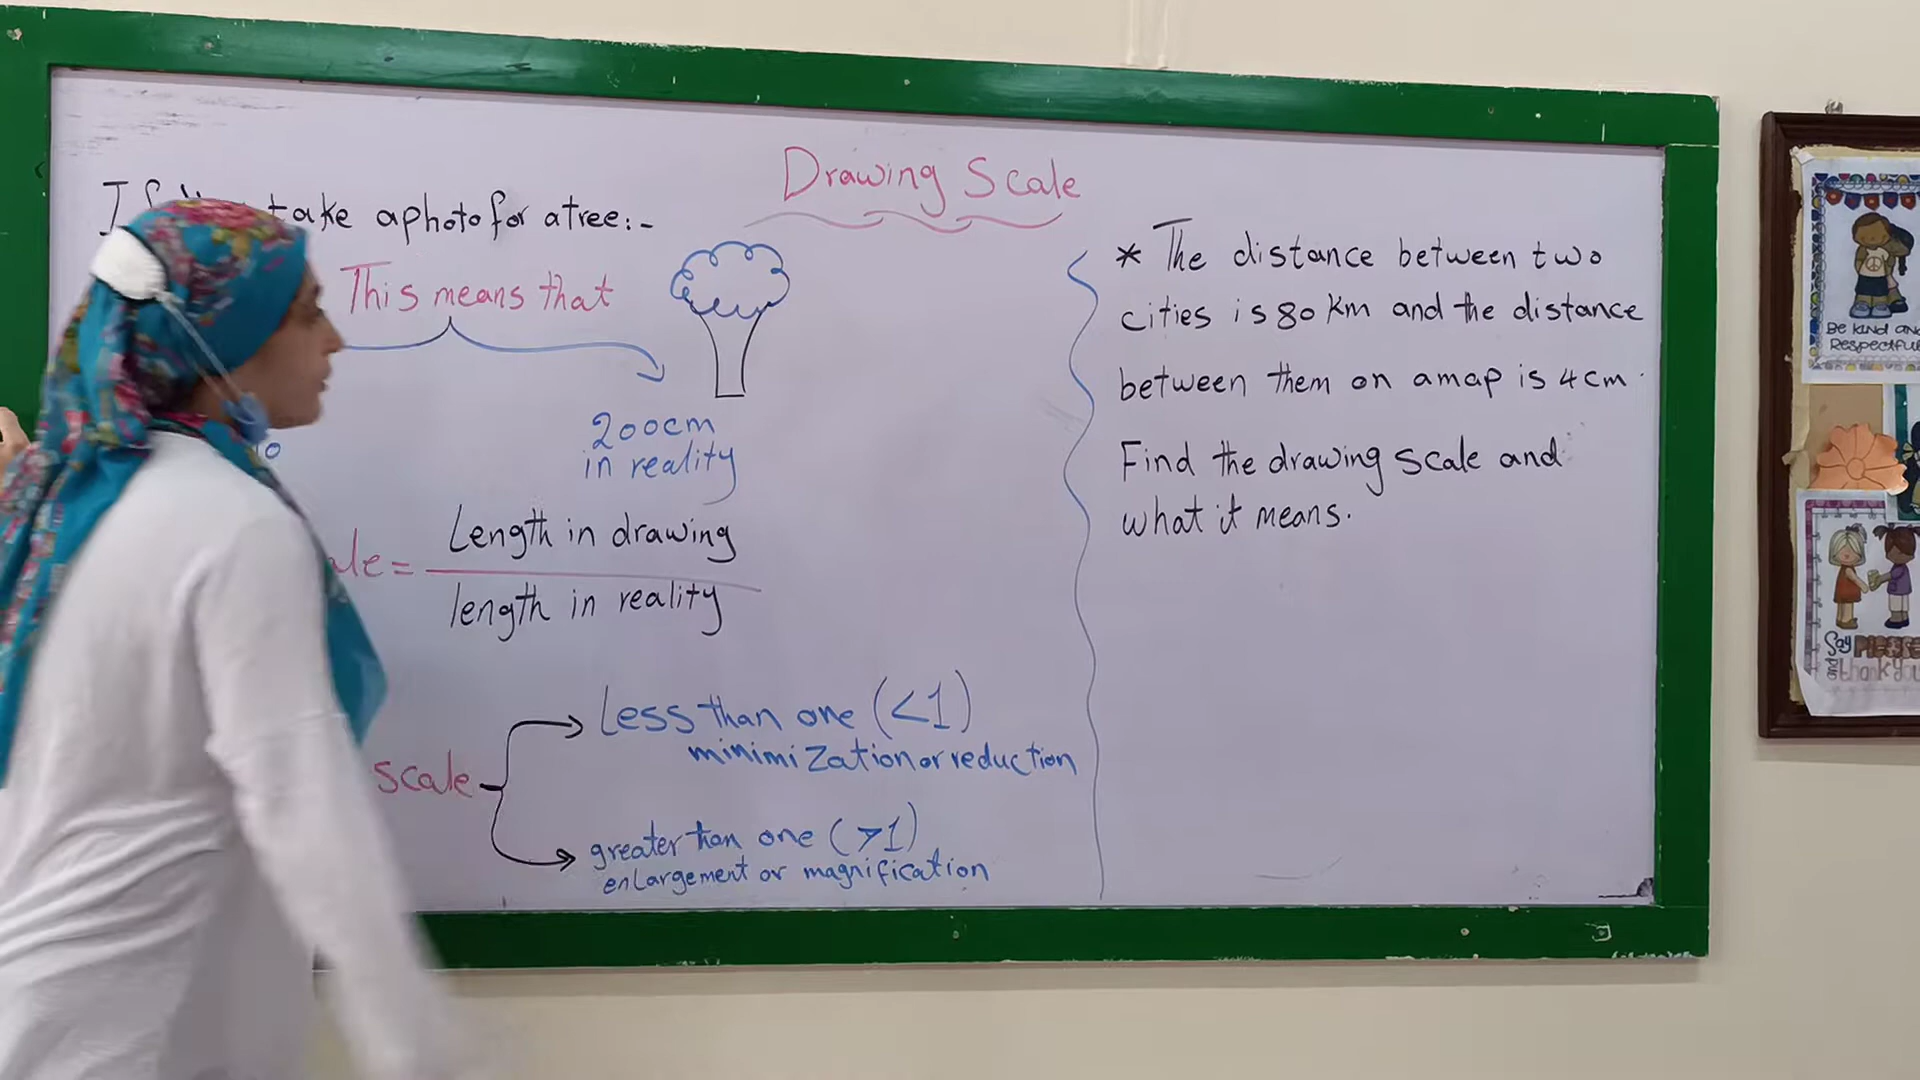 Drawing Scale
If take a photo for a tree:-
This means that
200cm
in reality
Length in drawing
length in reality
scale
Less than one (<1)
minimization or reduction
greater than one (>1)
enlargement or magnification
* The distance between two
cities is 80 km and the distance
between them on a map is 4 cm.
Find the drawing scale and
what it means.
Be kind and
Respectful
Say please
and thank you